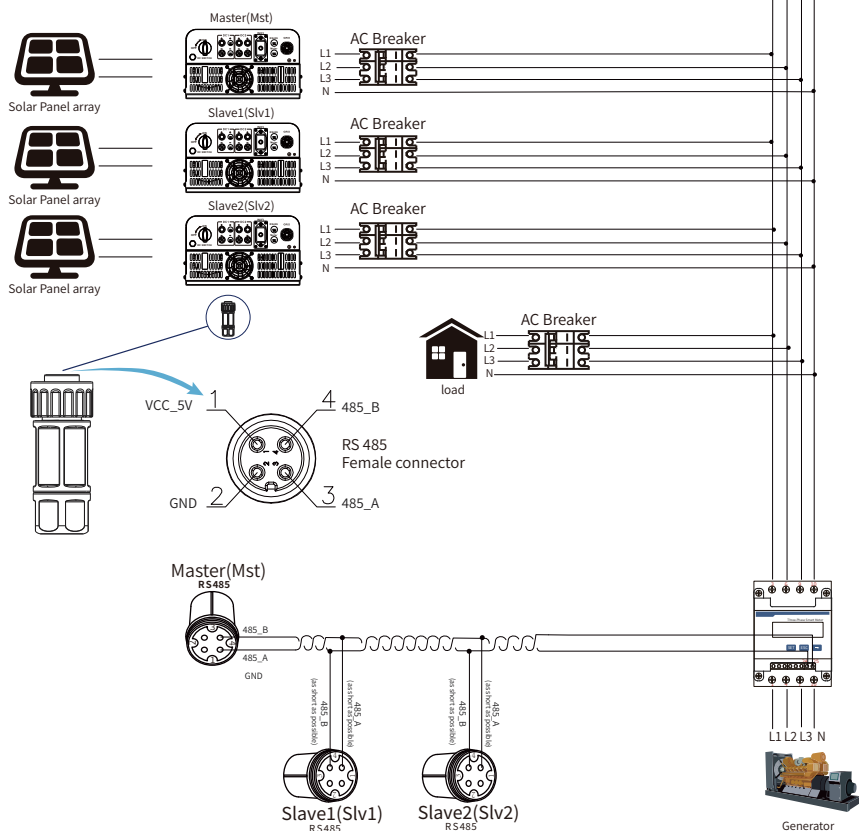 Master(Mst)
Solar Panel array
AC Breaker
L1
L2
L3
N
Slave1(Slv1)
Solar Panel array
AC Breaker
L1
L2
L3
N
Slave2(Slv2)
Solar Panel array
AC Breaker
L1
L2
L3
N
AC Breaker
L1
L2
L3
N
load
VCC_5V
1
4
485_B
RS 485
Female connector
GND
2
3
485_A
1
4
2
3
Master(Mst)
RS485
485_B
485_A
GND
485_B
(as short as possible)
485_A
(as short as possible)
485_B
(as short as possible)
485_A
(as short as possible)
Slave1(Slv1)
RS485
Slave2(Slv2)
RS485
L1 L2 L3 N
Generator